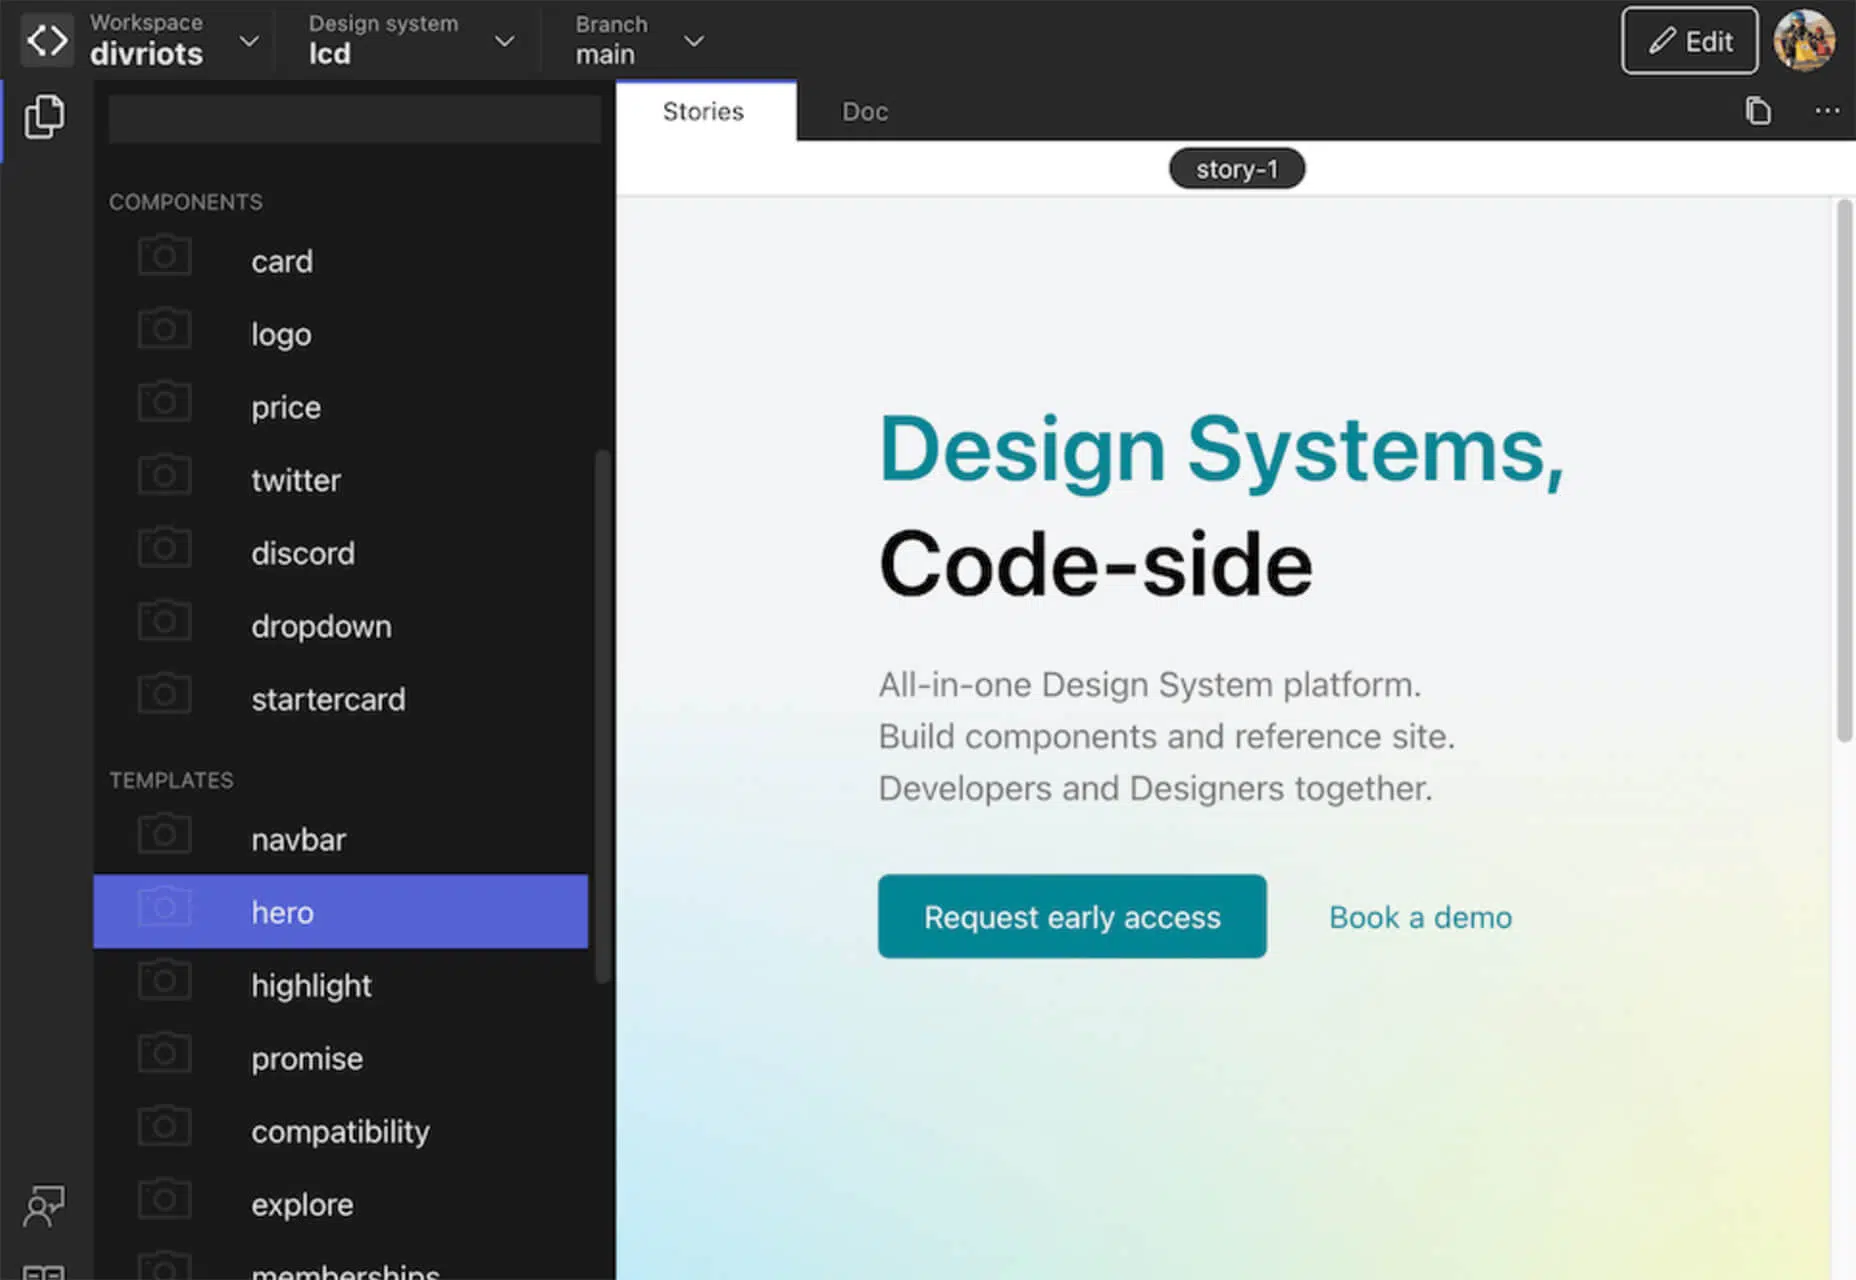 Workspace
divriots
Design system
lcd
Branch
main
Edit
Stories
Doc
story-1
COMPONENTS
card
logo
price
twitter
discord
dropdown
startercard
TEMPLATES
navbar
hero
highlight
promise
compatibility
explore
memberships
Design Systems,
Code-side
All-in-one Design System platform.
Build components and reference site.
Developers and Designers together.
Request early access
Book a demo